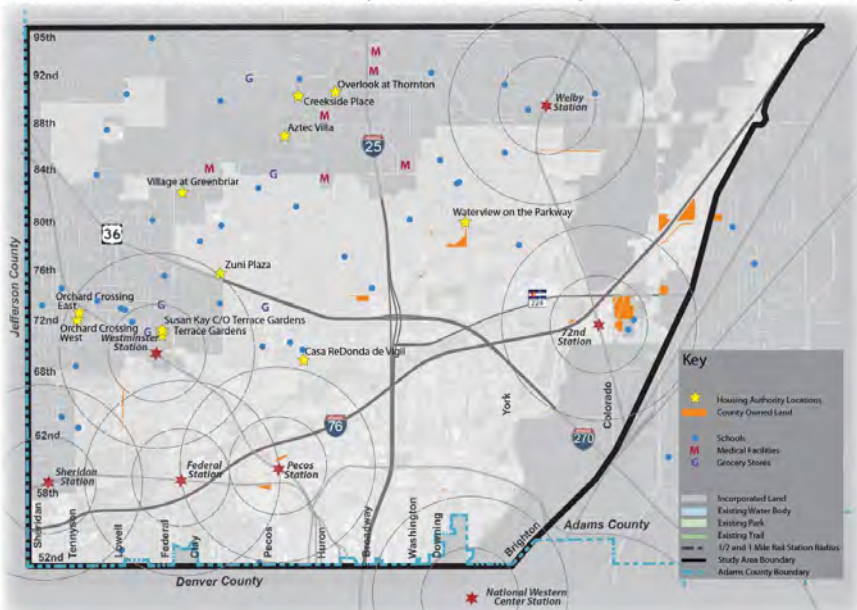 95th
92nd
88th
84th
80th
76th
72nd
68th
62nd
58th
52nd
Jefferson County
M
M
G
Overlook at Thornton
Creekside Place
M
Aztec Villa
INTERSTATE
25
Welby
Station
M
M
M
G
Village at Greenbriar
36
Waterview on the Parkway
Zuni Plaza
Orchard Crossing
East
Orchard Crossing
West
G
G
G
Susan Kay C/O Terrace Gardens
Terrace Gardens
Westminster
Station
Casa ReDonda de Vigil
224
72nd
Station
76
270
Sheridan
Station
Federal
Station
Pecos
Station
Sheridan
Tennyson
Lowell
Federal
Clay
Pecos
Huron
Broadway
Washington
Downing
York
Colorado
Brighton
Adams County
Denver County
National Western
Center Station
Key
Housing Authority Locations
County Owned Land
Schools
M
Medical Facilities
G
Grocery Stores
Incorporated Land
Existing Water Body
Existing Park
Existing Trail
1/2 and 1 Mile Rail Station Radius
Study Area Boundary
Adams County Boundary